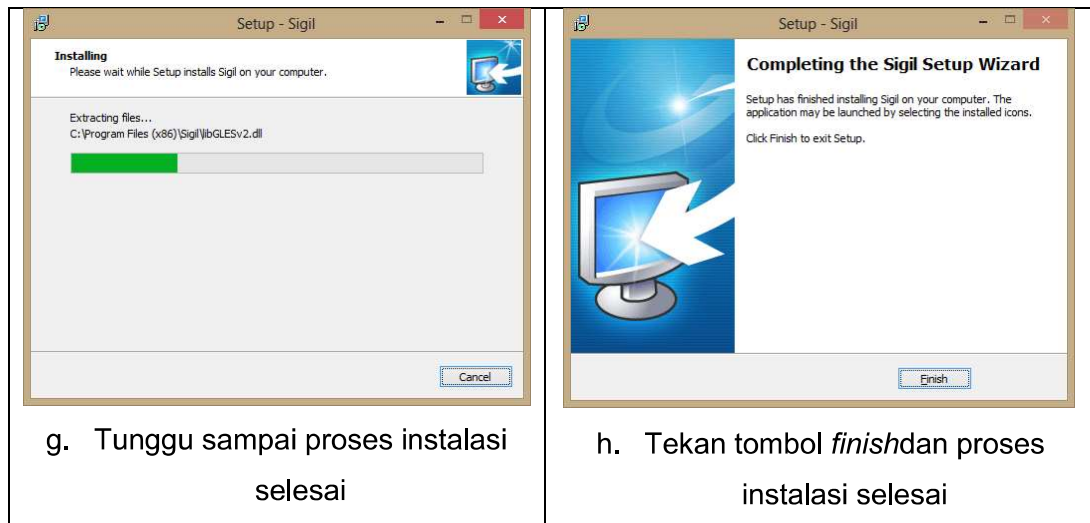 Setup - Sigil
Installing
Please wait while Setup installs Sigil on your computer.
Extracting files...
C:\Program Files (x86)\Sigil\libGLESv2.dll
Cancel
g. Tunggu sampai proses instalasi
selesai
Setup - Sigil
Completing the Sigil Setup Wizard
Setup has finished installing Sigil on your computer. The
application may be launched by selecting the installed icons.
Click Finish to exit Setup.
Finish
h. Tekan tombol finishdan proses
instalasi selesai